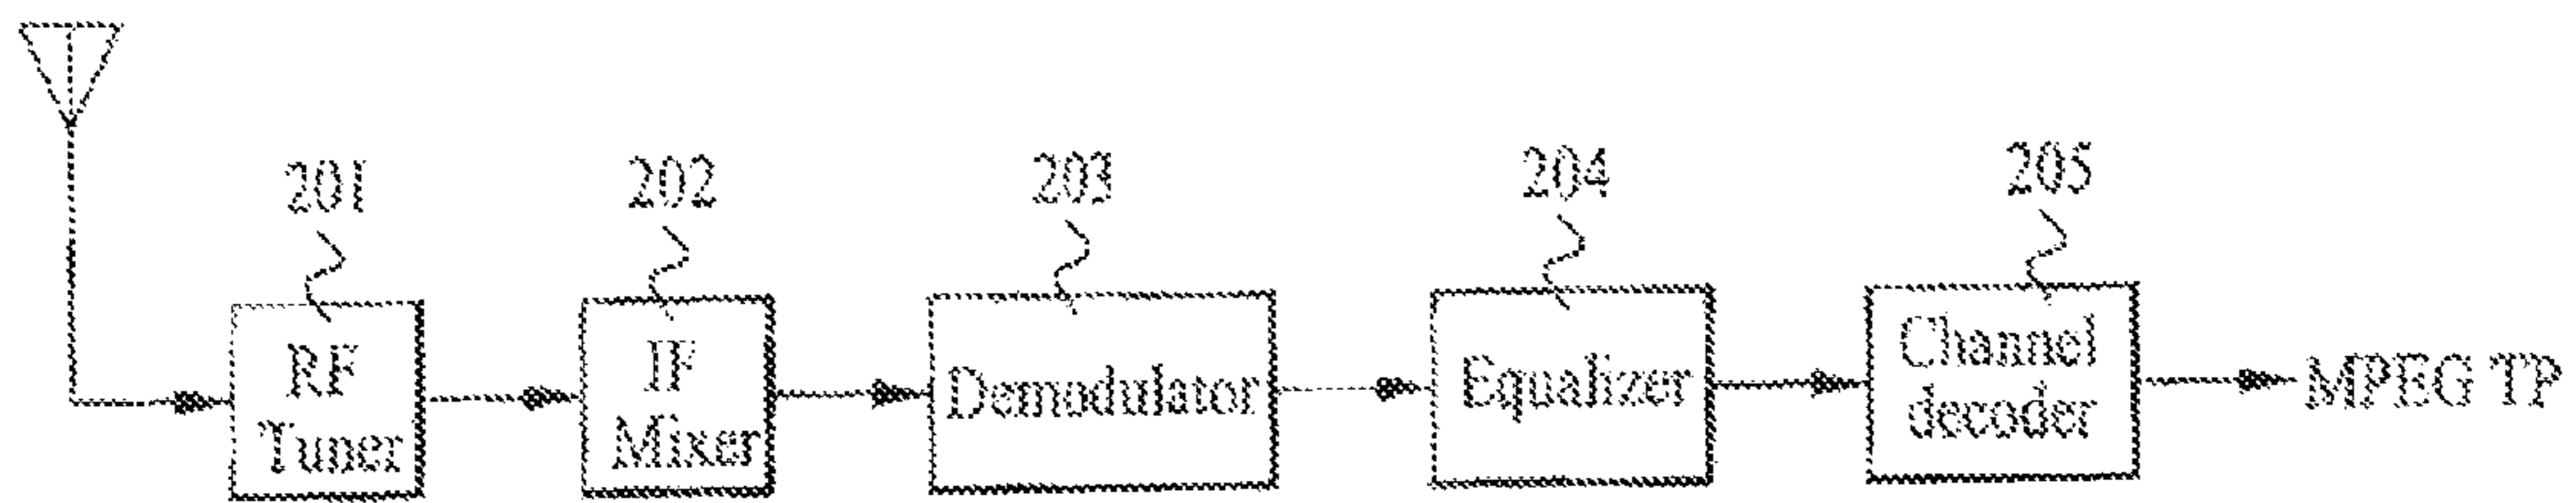 201
202
203
204
205
RF
Tuner
IF
Mixer
Demodulator
Equalizer
Channel
decoder
MPEG TP